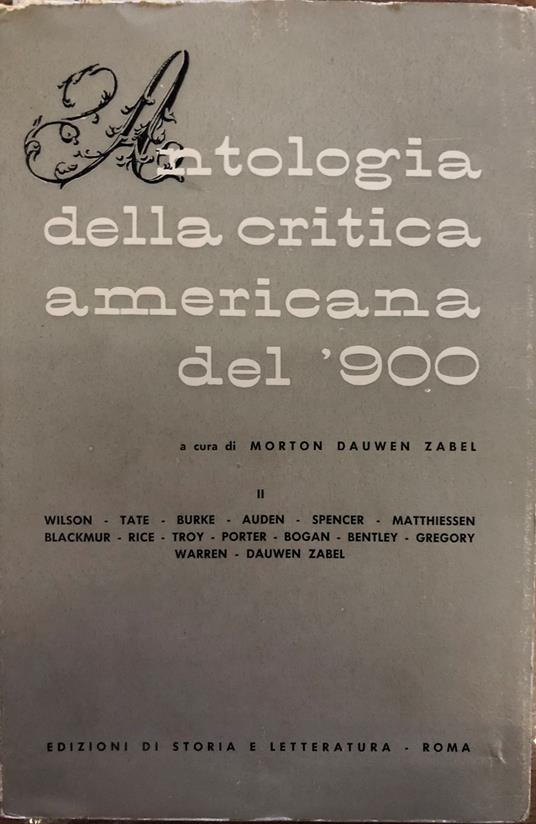 Antologia
della critica
americana
del '900
a cura di MORTON DAUWEN ZABEL
II
WILSON - TATE - BURKE - AUDEN - SPENCER - MATTHIESSEN
BLACKMUR - RICE - TROY - PORTER - BOGAN - BENTLEY - GREGORY
WARREN - DAUWEN ZABEL
EDIZIONI DI STORIA E LETTERATURA - ROMA